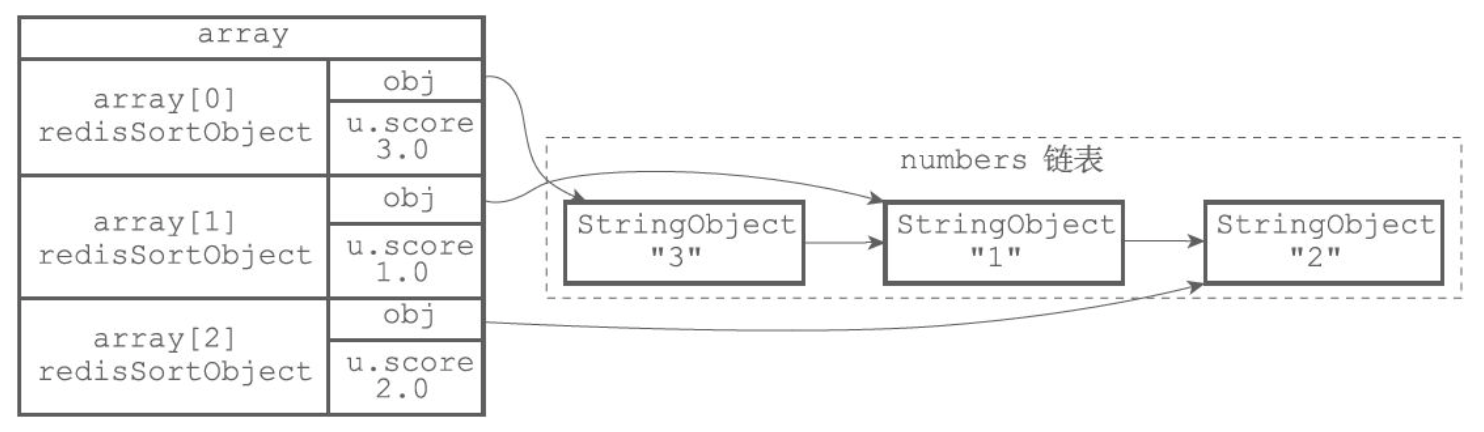 array
array[0]
redisSortObject
obj
u.score
3.0
array[1]
redisSortObject
obj
u.score
1.0
array[2]
redisSortObject
obj
u.score
2.0
numbers 链表
StringObject
"3"
StringObject
"1"
StringObject
"2"